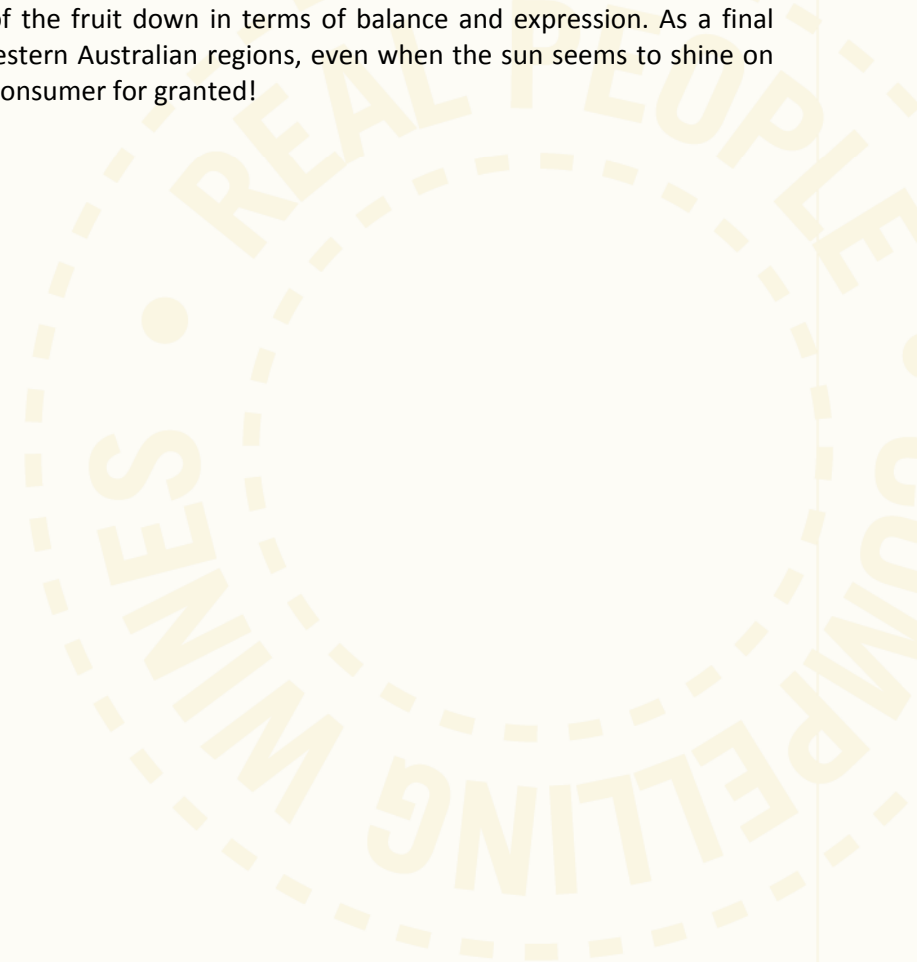 of the fruit down in terms of balance and expression. As a final
estern Australian regions, even when the sun seems to shine on
onsumer for granted!
REAL PEOPLE • COMPELLING WINES •